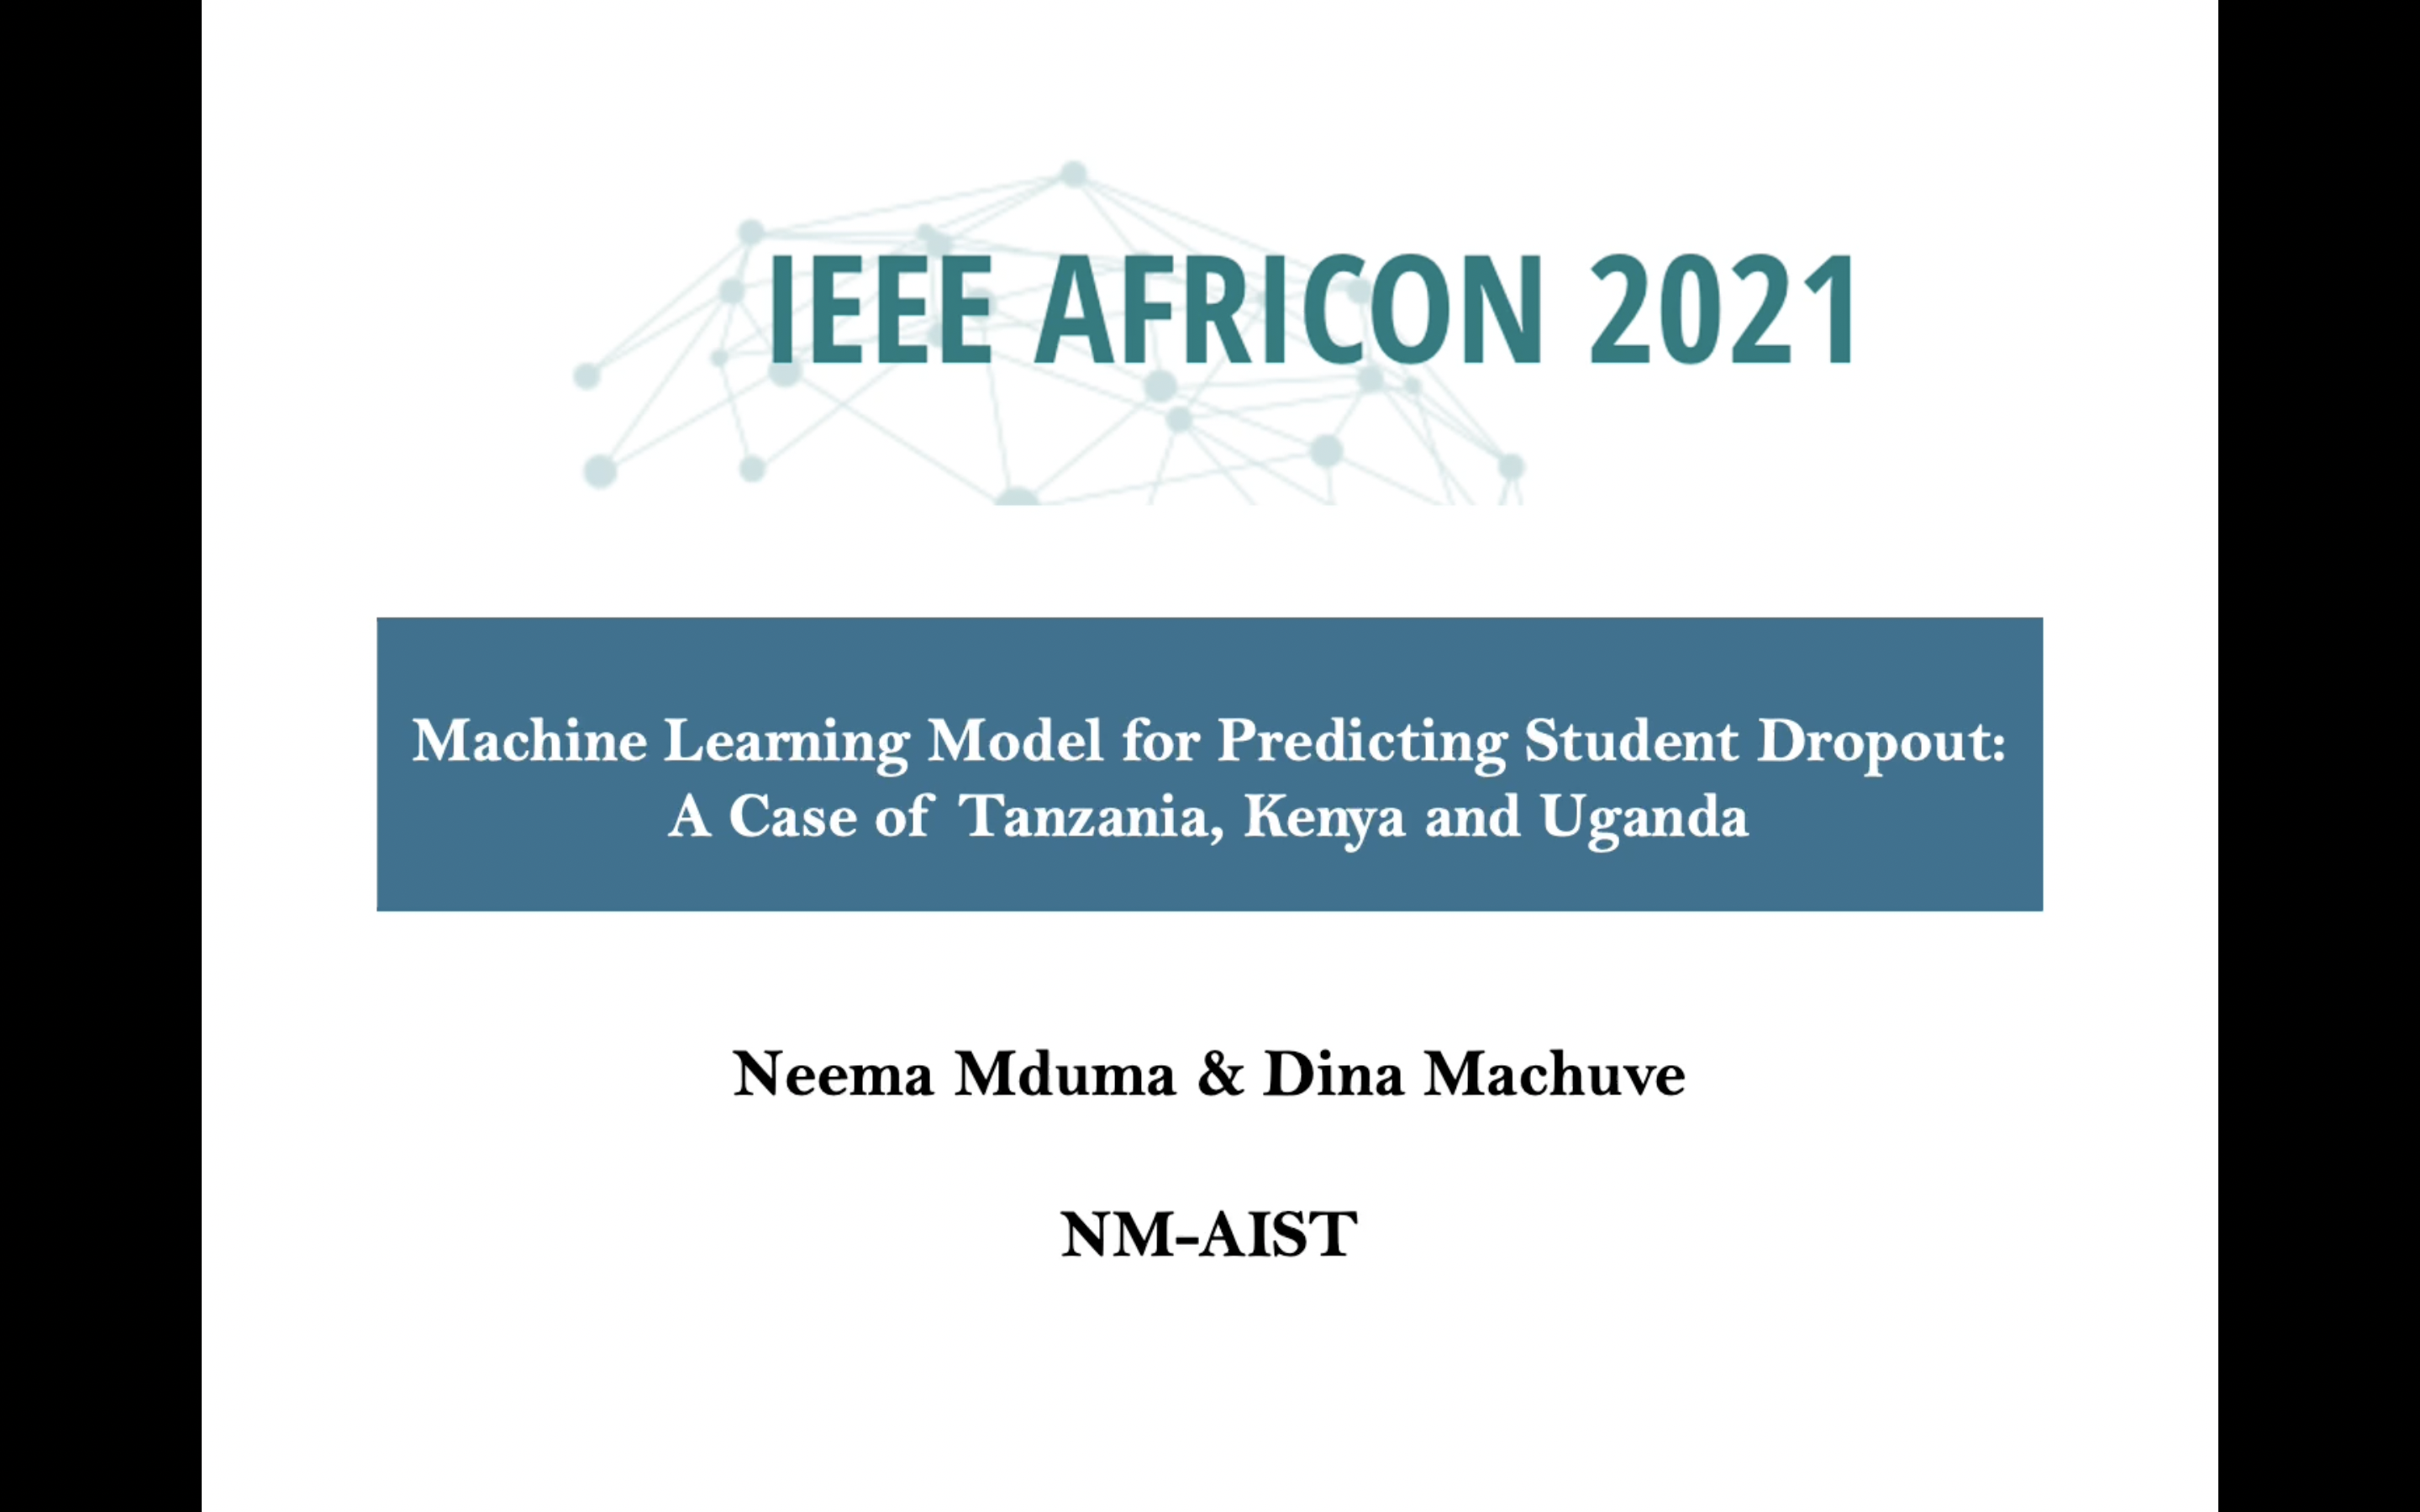 IEEE AFRICON 2021
Machine Learning Model for Predicting Student Dropout:
A Case of Tanzania, Kenya and Uganda
Neema Mduma & Dina Machuve
NM-AIST